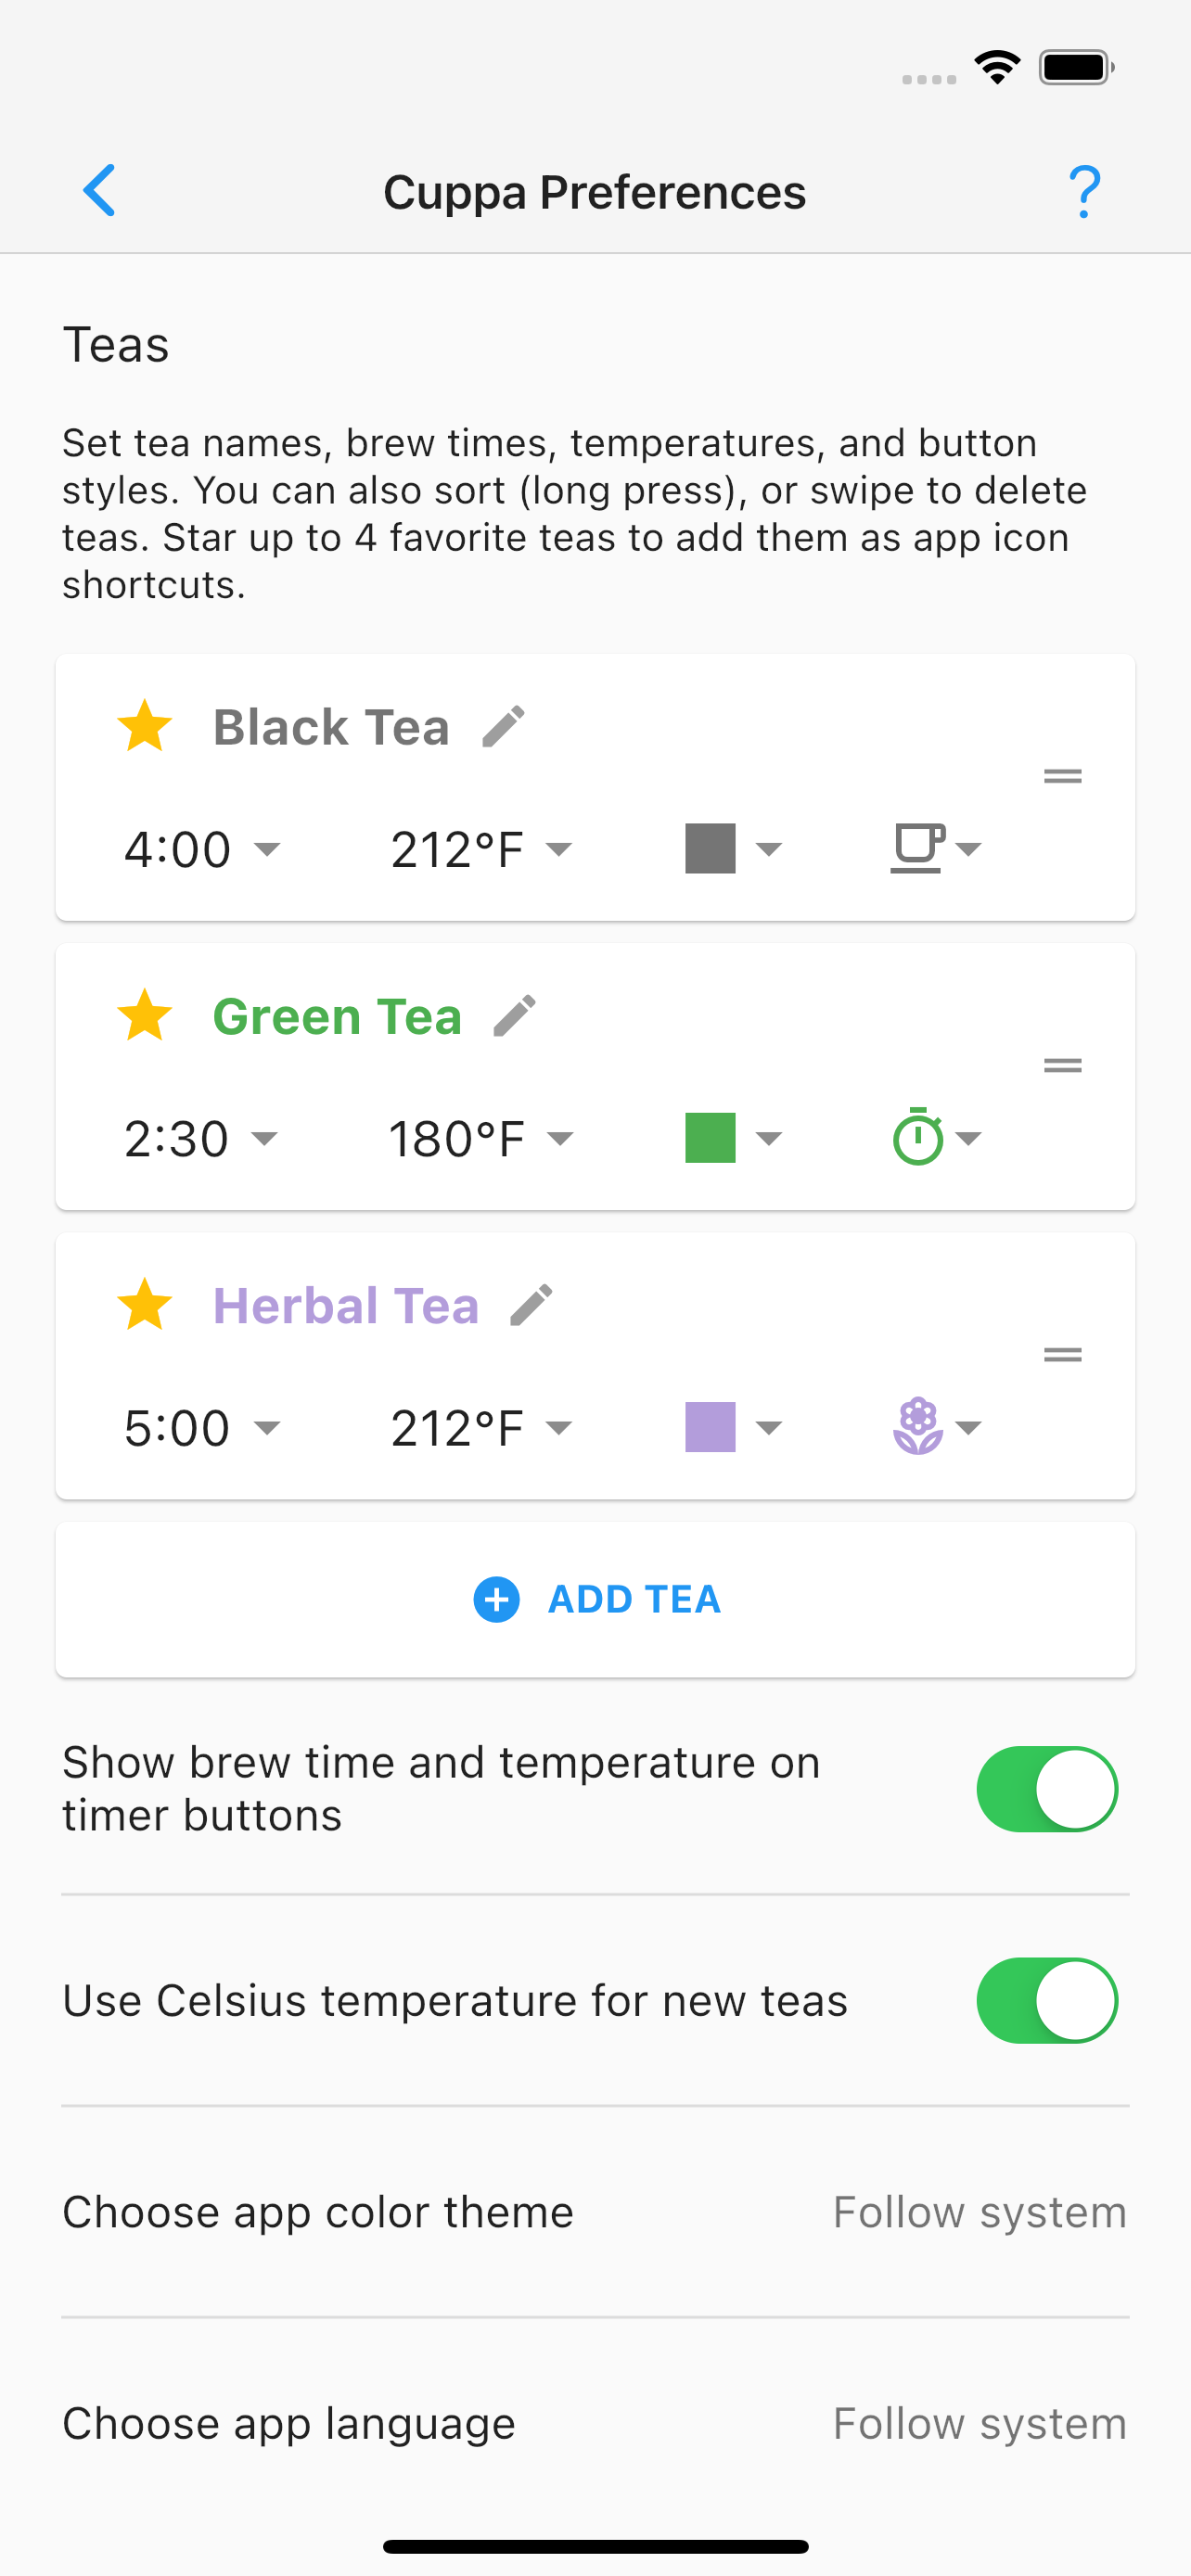 Cuppa Preferences
?
Teas
Set tea names, brew times, temperatures, and button
styles. You can also sort (long press), or swipe to delete
teas. Star up to 4 favorite teas to add them as app icon
shortcuts.
Black Tea
4:00 212°F
Green Tea
2:30 180°F
Herbal Tea
5:00 212°F
ADD TEA
Show brew time and temperature on
timer buttons
Use Celsius temperature for new teas
Choose app color theme Follow system
Choose app language Follow system